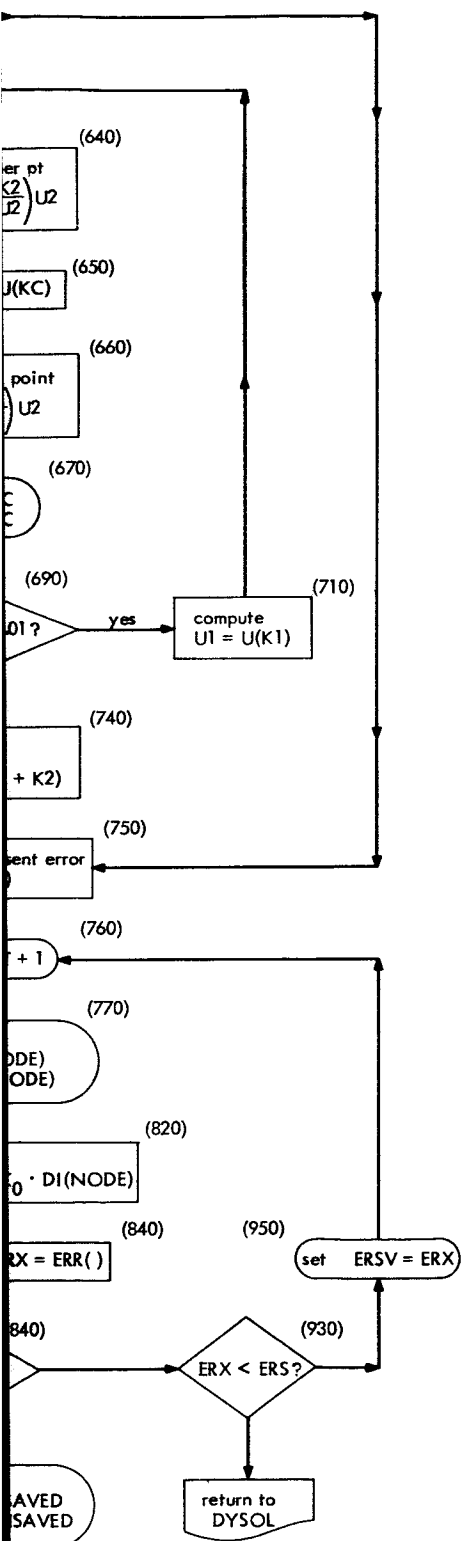 (640)
er pt
K2
U2
U2
(650)
U(KC)
(660)
point
U2
(670)
C
C
(690)
01?
yes
(710)
compute
U1 = U(K1)
(740)
+ K2)
(750)
sent error
)
(760)
+ 1
(770)
ODE)
ODE)
(820)
0 · DI(NODE)
(840)
RX = ERR( )
(950)
set ERSV = ERX
840)
(930)
ERX < ERS?
SAVED
SAVED
return to
DYSOL